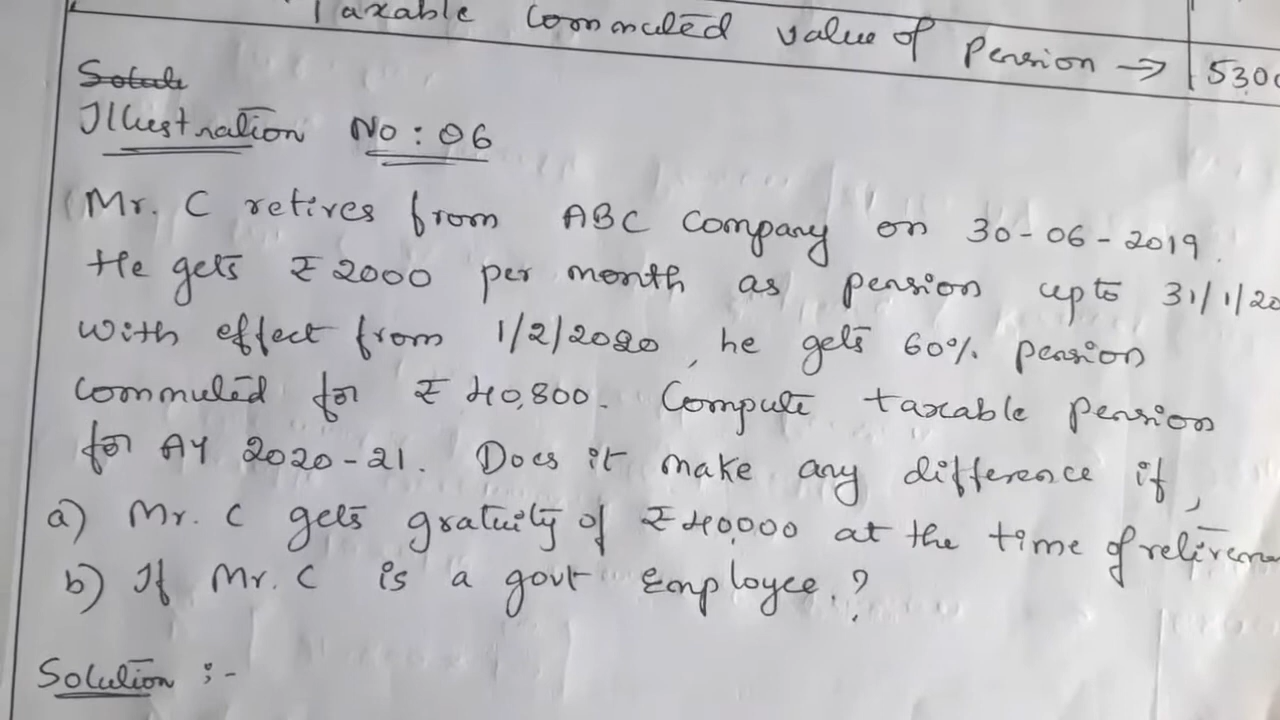 Taxable Commuted value of Pension → 5300
Solule
Illustration No : 06
Mr. C retires from ABC Company on 30-06-2019.
He gets ₹ 2000 per month as pension upto 31/1/20
With effect from 1/2/2020, he gets 60% pension
commuted for ₹ 40,800. Compute taxable pension
for AY 2020-21. Does it make any difference if,
a) Mr. C gets gratuity of ₹ 40,000 at the time of retireme
b) If Mr. C is a govt Employee.?
Solution :-